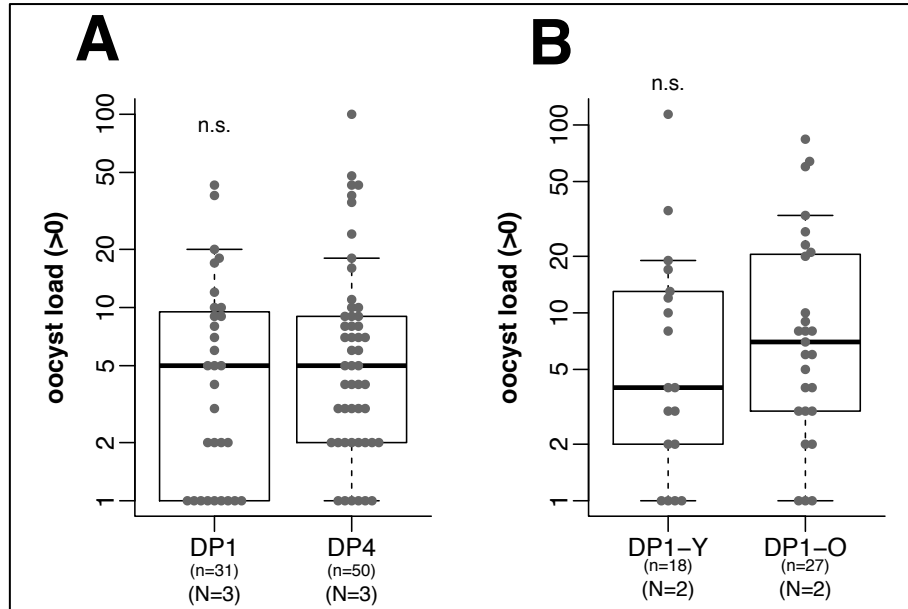 A
n.s.
oocyst load (>0)
100
50
20
10
5
2
1
DP1
(n=31)
(N=3)
DP4
(n=50)
(N=3)
B
n.s.
oocyst load (>0)
100
50
20
10
5
2
1
DP1−Y
(n=18)
(N=2)
DP1−O
(n=27)
(N=2)